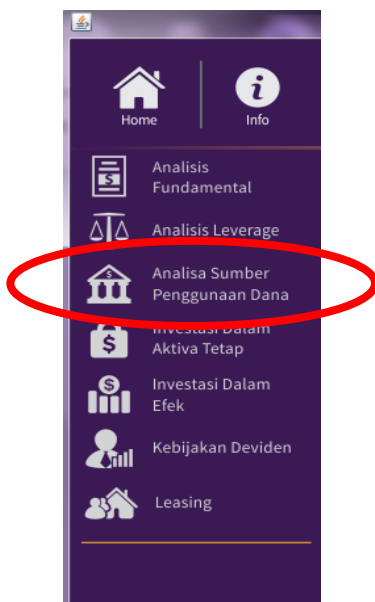 Home
Info
Analisis
Fundamental
Analisis Leverage
Analisa Sumber
Penggunaan Dana
Investasi Dalam
Aktiva Tetap
Investasi Dalam
Efek
Kebijakan Deviden
Leasing